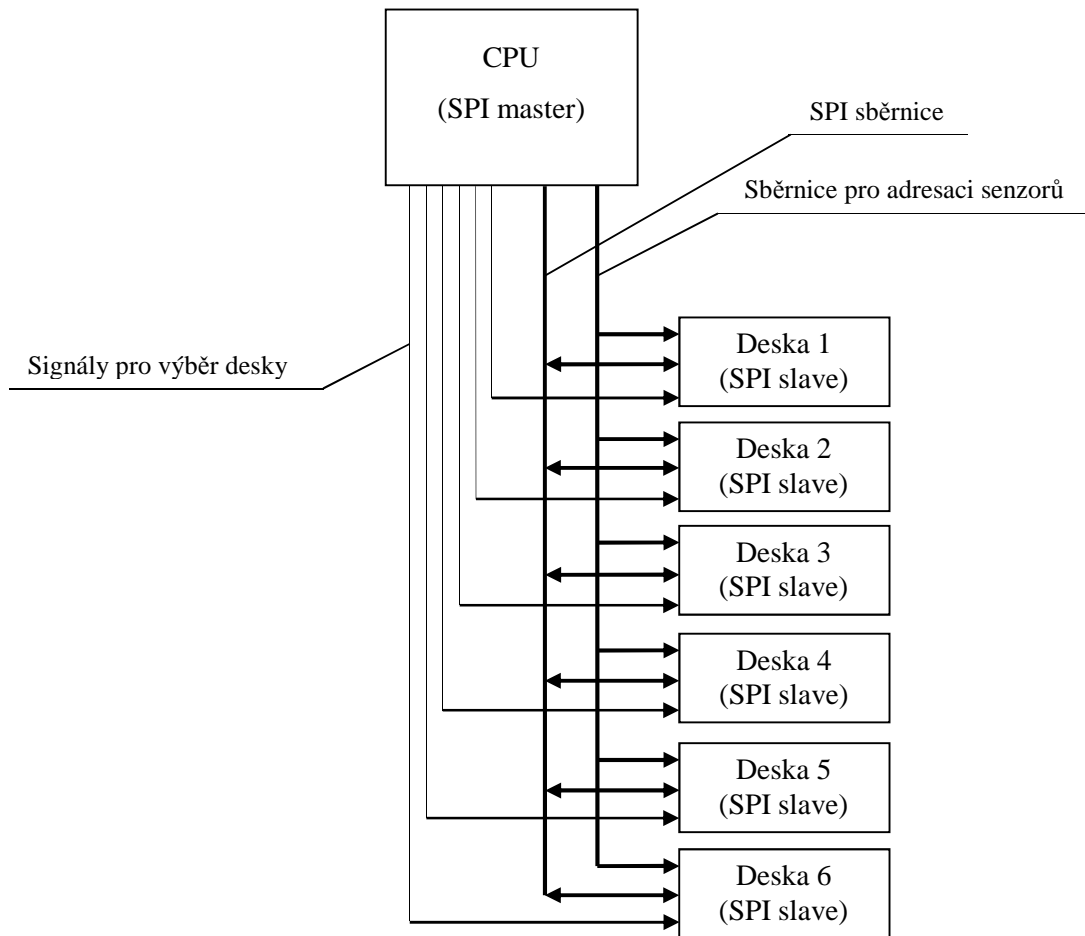 CPU
(SPI master)
SPI sběrnice
Sběrnice pro adresaci senzorů
Signály pro výběr desky
Deska 1
(SPI slave)
Deska 2
(SPI slave)
Deska 3
(SPI slave)
Deska 4
(SPI slave)
Deska 5
(SPI slave)
Deska 6
(SPI slave)